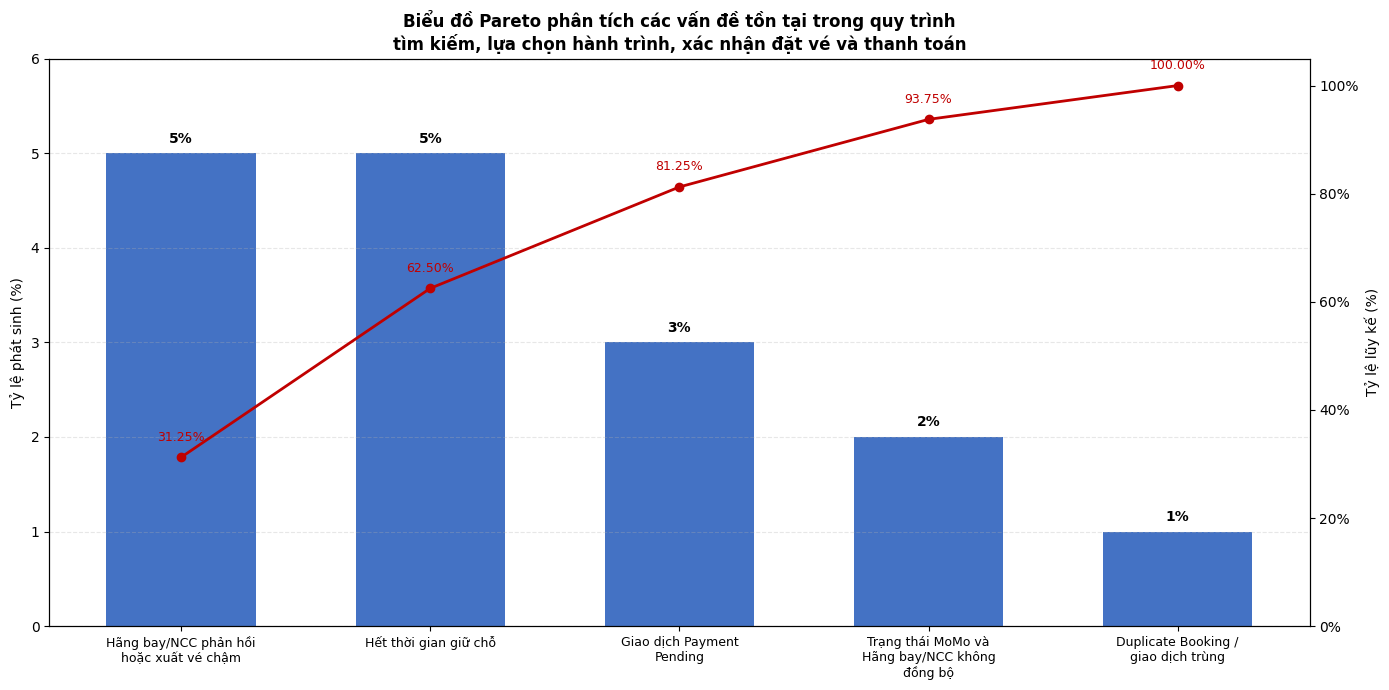 Biểu đồ Pareto phân tích các vấn đề tồn tại trong quy trình
tìm kiếm, lựa chọn hành trình, xác nhận đặt vé và thanh toán
Tỷ lệ phát sinh (%)
6
5
4
3
2
1
0
5%
5%
3%
2%
1%
31.25%
62.50%
81.25%
93.75%
100.00%
100%
80%
60%
40%
20%
0%
Tỷ lệ lũy kế (%)
Hãng bay/NCC phản hồi
hoặc xuất vé chậm
Hết thời gian giữ chỗ
Giao dịch Payment
Pending
Trạng thái MoMo và
Hãng bay/NCC không
đồng bộ
Duplicate Booking /
giao dịch trùng